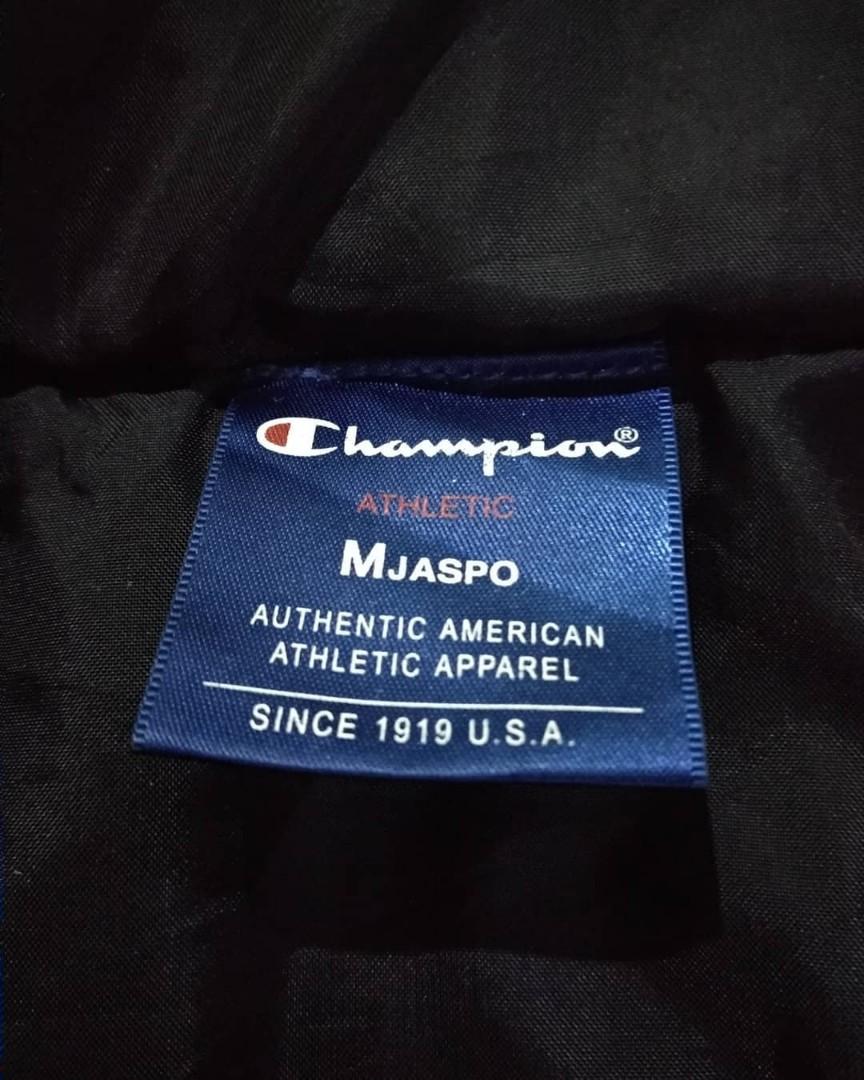 Champion®
ATHLETIC
MJASPO
AUTHENTIC AMERICAN
ATHLETIC APPAREL
SINCE 1919 U.S.A.